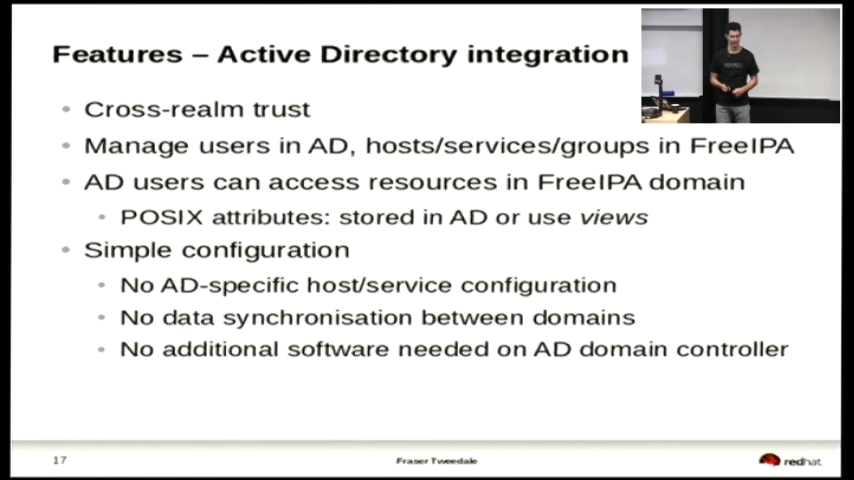 Features – Active Directory integration
Cross-realm trust
Manage users in AD, hosts/services/groups in FreeIPA
AD users can access resources in FreeIPA domain
POSIX attributes: stored in AD or use views
Simple configuration
No AD-specific host/service configuration
No data synchronisation between domains
No additional software needed on AD domain controller
17
Fraser Tweedale
redhat.